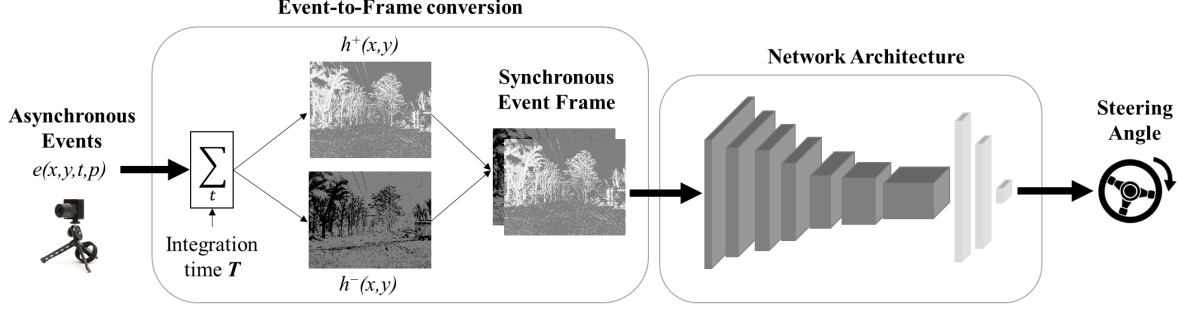 Event-to-Frame conversion
Asynchronous
Events
e(x,y,t,p)
∑
t
Integration
time T
h⁺(x,y)
h⁻(x,y)
Synchronous
Event Frame
Network Architecture
Steering
Angle